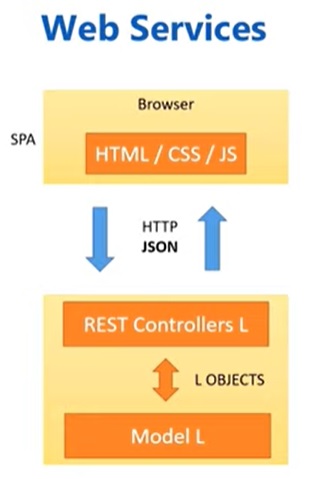 Web Services
Browser
SPA
HTML / CSS / JS
HTTP
JSON
REST Controllers L
L OBJECTS
Model L